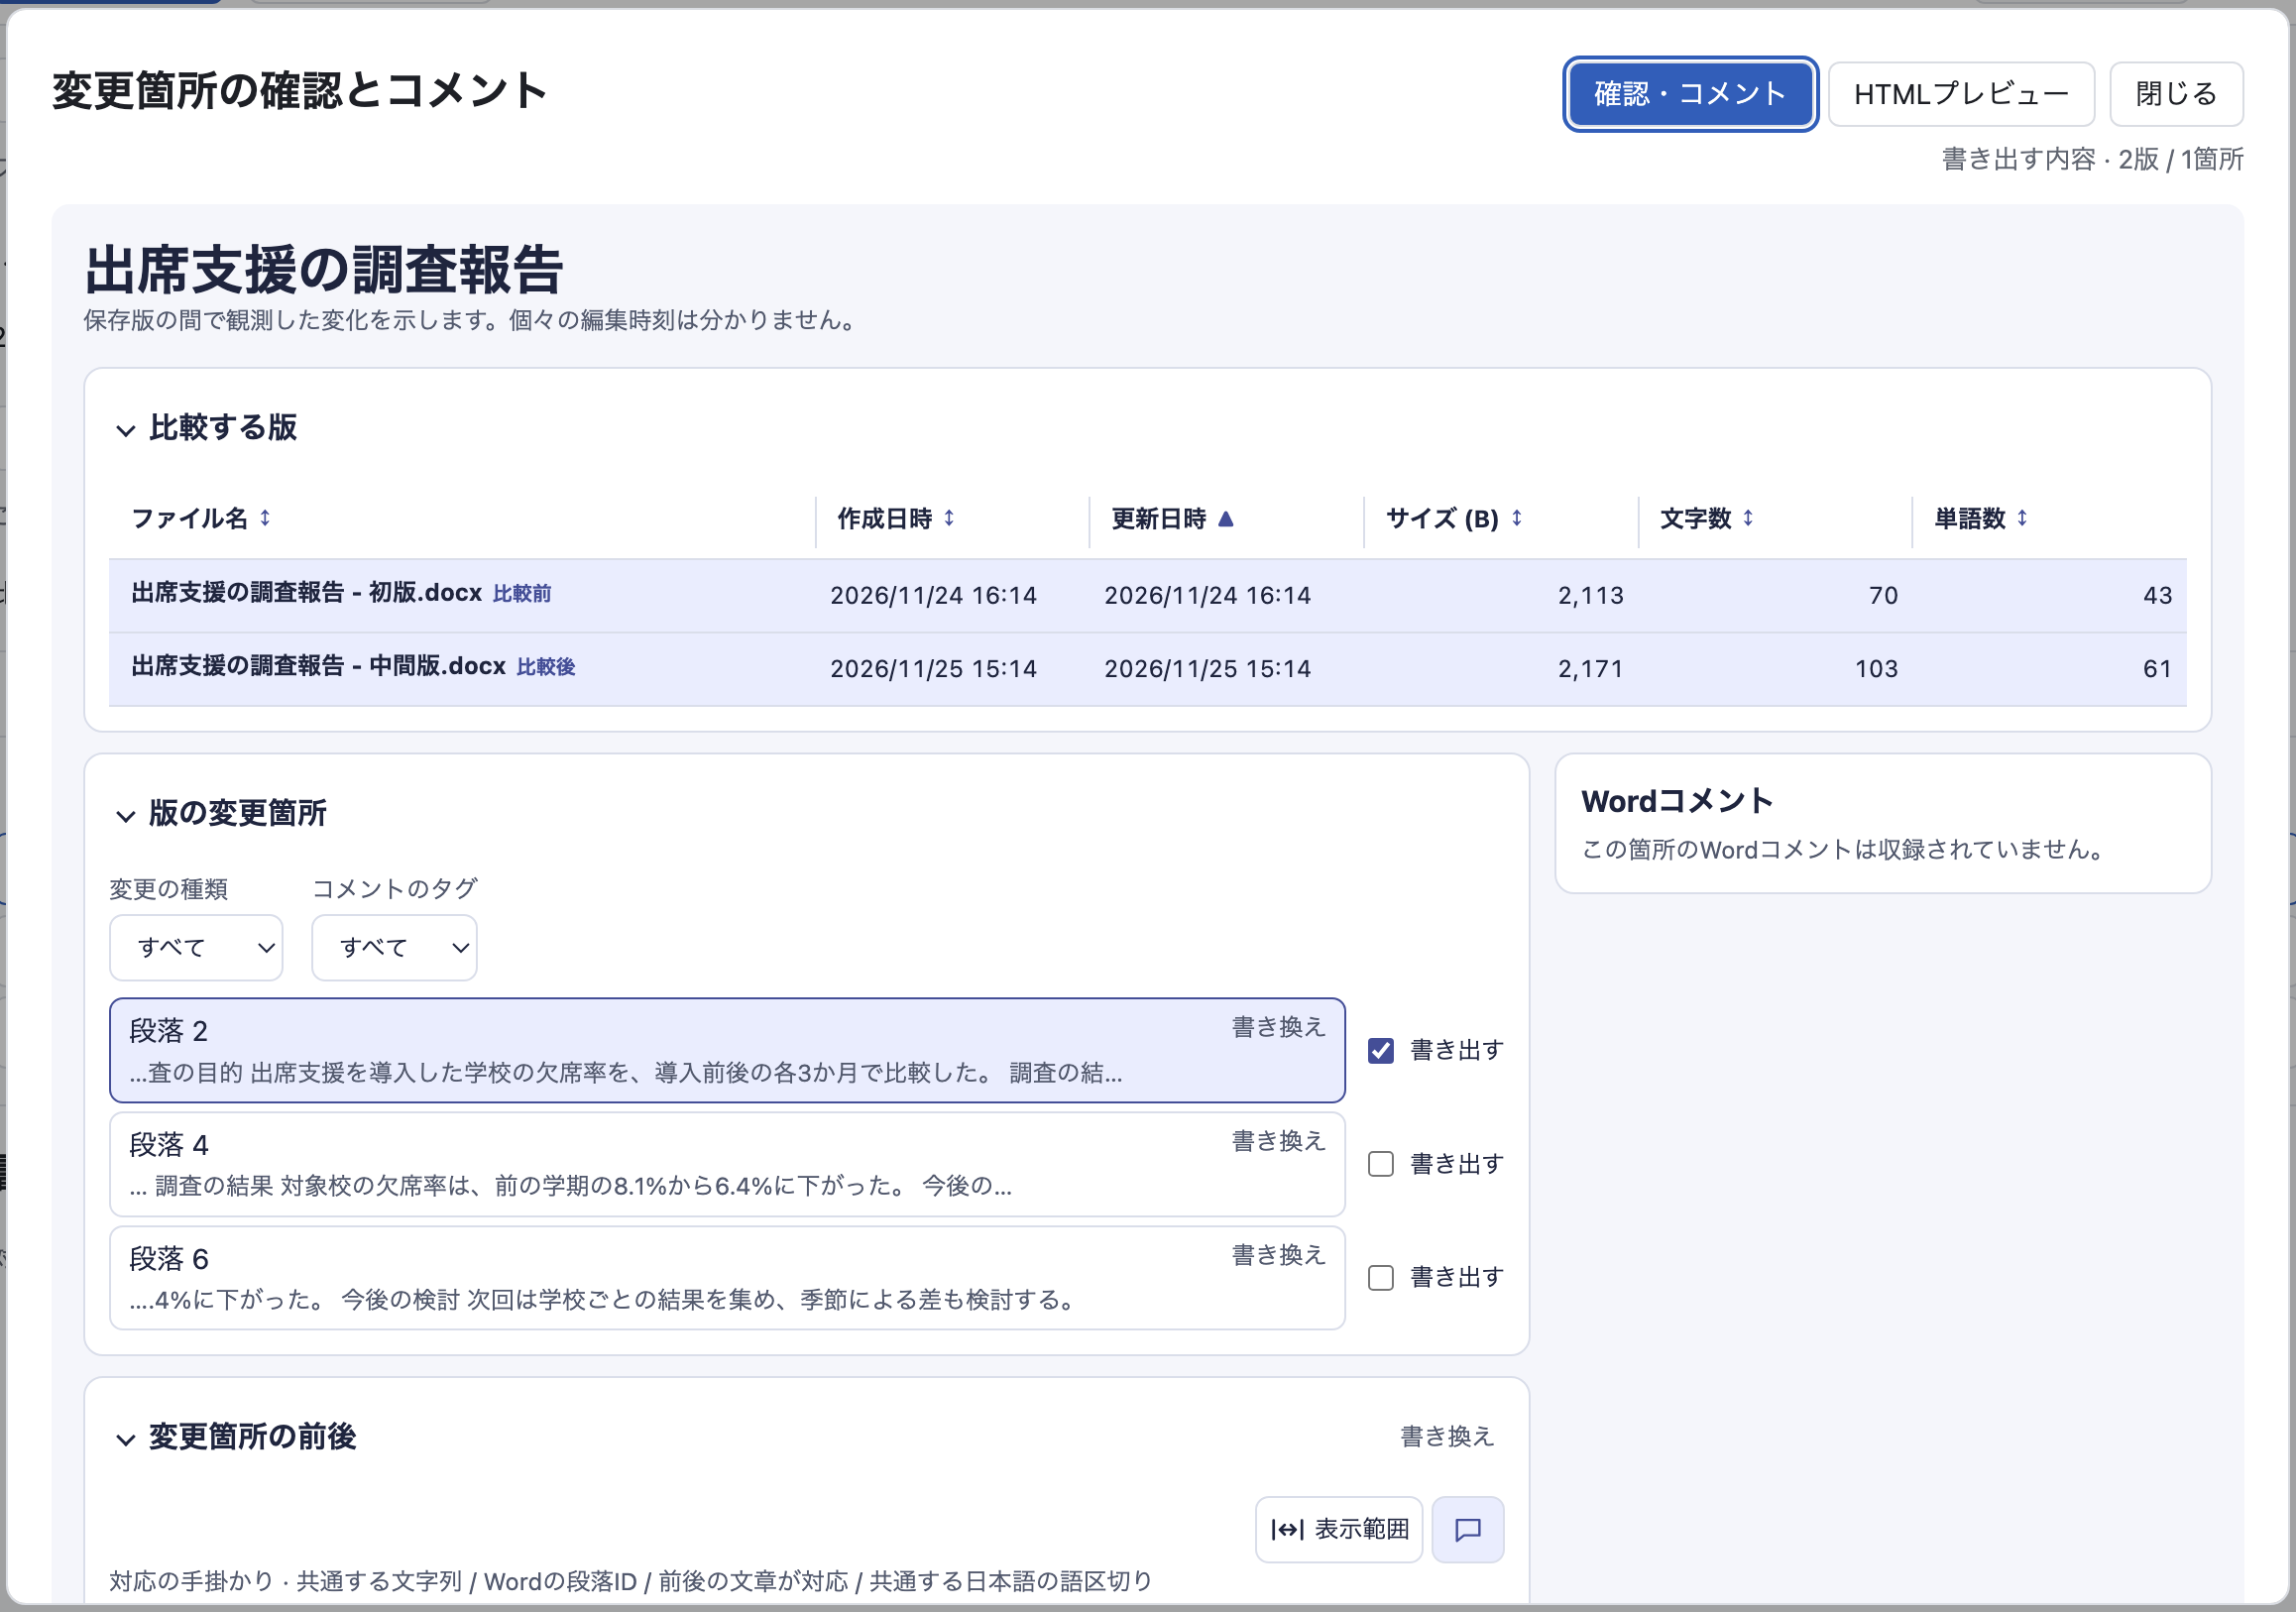 変更箇所の確認とコメント
確認・コメント
HTMLプレビュー
閉じる
書き出す内容 · 2版 / 1箇所
出席支援の調査報告
保存版の間で観測した変化を示します。個々の編集時刻は分かりません。
比較する版
ファイル名 ↕ 作成日時 ↕ 更新日時 ▲ サイズ (B) ↕ 文字数 ↕ 単語数 ↕
出席支援の調査報告 - 初版.docx 比較前 2026/11/24 16:14 2026/11/24 16:14 2,113 70 43
出席支援の調査報告 - 中間版.docx 比較後 2026/11/25 15:14 2026/11/25 15:14 2,171 103 61
版の変更箇所
変更の種類 コメントのタグ
すべて すべて
段落 2 書き換え
...査の目的 出席支援を導入した学校の欠席率を、導入前後の各3か月で比較した。 調査の結...
書き出す
段落 4 書き換え
... 調査の結果 対象校の欠席率は、前の学期の8.1%から6.4%に下がった。 今後の...
書き出す
段落 6 書き換え
....4%に下がった。 今後の検討 次回は学校ごとの結果を集め、季節による差も検討する。
書き出す
Wordコメント
この箇所のWordコメントは収録されていません。
変更箇所の前後 書き換え
表示範囲
対応の手掛かり · 共通する文字列 / Wordの段落ID / 前後の文章が対応 / 共通する日本語の語区切り